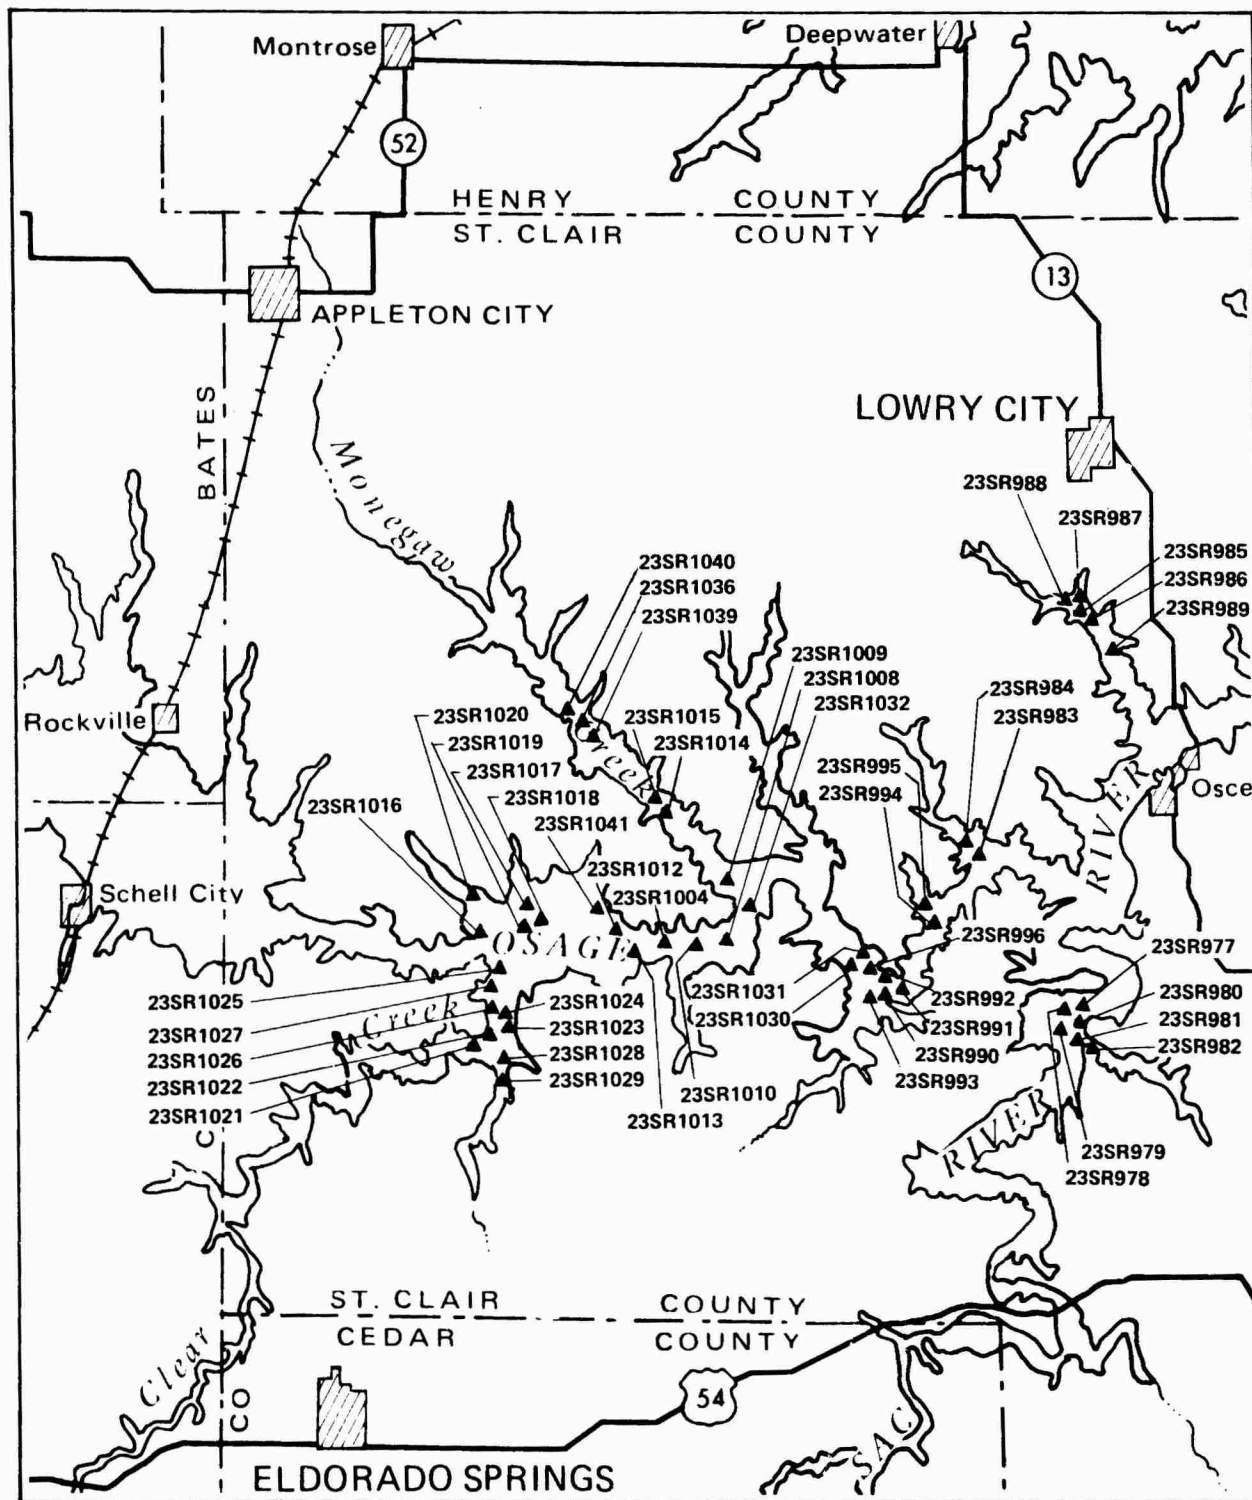 Montrose
Deepwater
52
HENRY COUNTY
ST. CLAIR COUNTY
13
APPLETON CITY
BATES
LOWRY CITY
Monegaw
Creek
23SR988
23SR987
23SR985
23SR986
23SR989
23SR1040
23SR1036
23SR1039
23SR1009
23SR1008
23SR1032
23SR984
23SR983
Rockville
23SR1020
23SR1019
23SR1017
23SR1018
23SR1041
23SR1016
23SR1015
23SR1014
23SR995
23SR994
RIVER
Osce
23SR1012
23SR1004
Schell City
OSAGE
23SR996
23SR977
23SR980
23SR981
23SR982
23SR1025
23SR1027
23SR1026
23SR1022
23SR1021
Creek
23SR1024
23SR1023
23SR1028
23SR1029
23SR1031
23SR1030
23SR992
23SR991
23SR990
23SR993
23SR1010
23SR1013
RIVER
23SR979
23SR978
ST. CLAIR COUNTY
CEDAR COUNTY
Clear
CO
54
SAC
ELDORADO SPRINGS